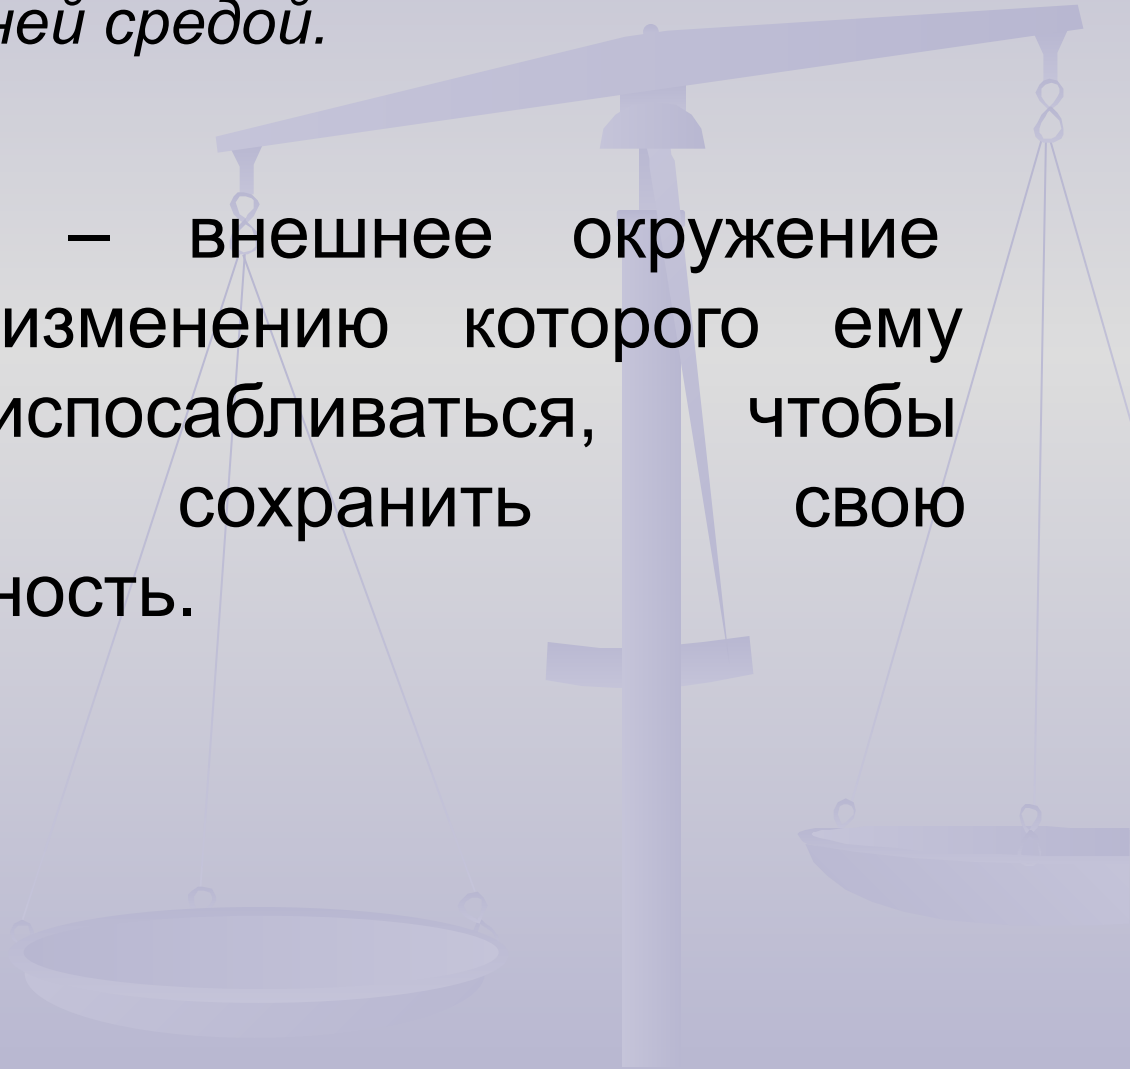 ней средой.
– внешнее окружение
изменению которого ему
испосабливаться, чтобы
сохранить свою
ность.